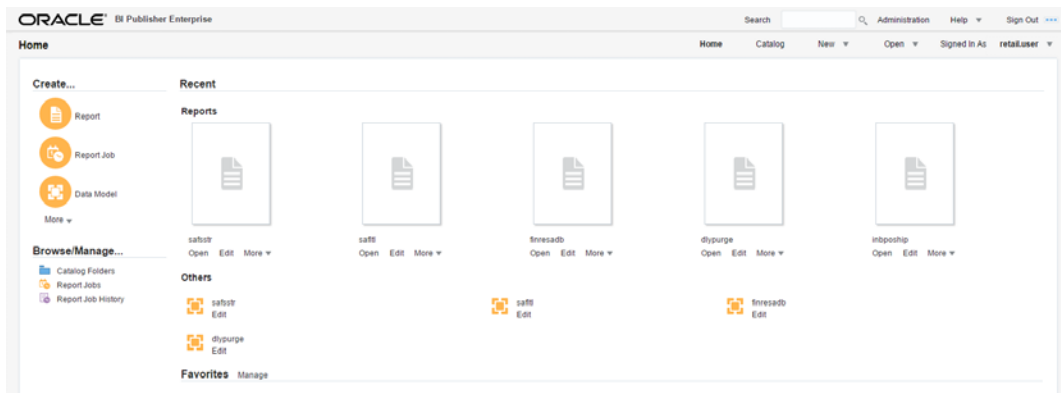 ORACLE BI Publisher Enterprise Search Administration Help Sign Out
Home Home Catalog New Open Signed In As retail.user
Create... Recent
Reports
Report
Report Job
Data Model
More
safsstr saftl finresadb dlypurge inbpoship
Open Edit More Open Edit More Open Edit More Open Edit More Open Edit More
Browse/Manage...
Catalog Folders
Report Jobs
Report Job History
Others
safsstr saftl finresadb
Edit Edit Edit
dlypurge
Edit
Favorites Manage